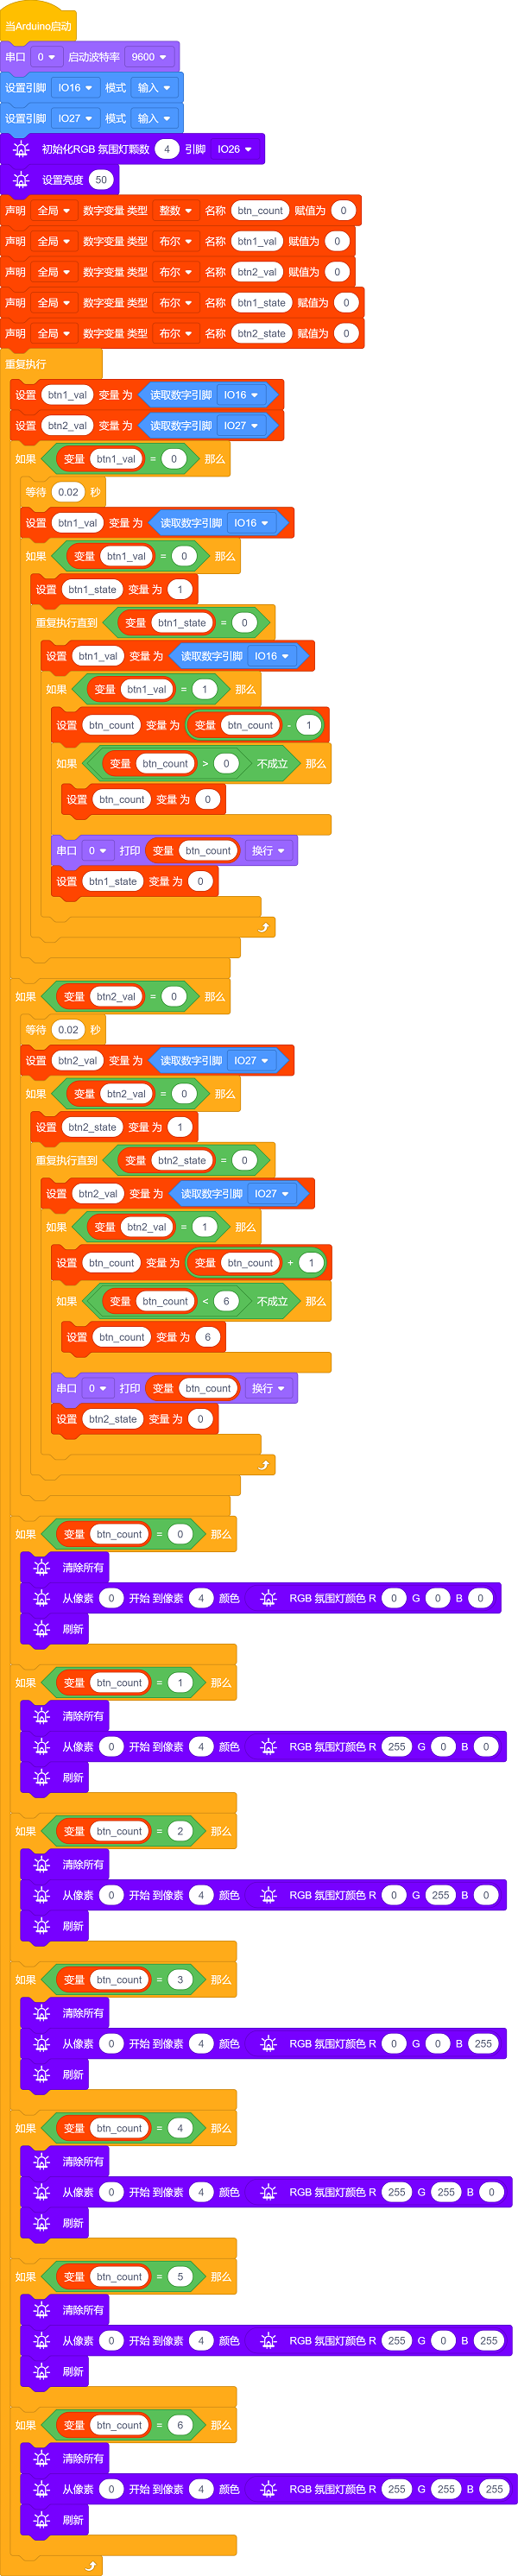 当Arduino启动
串口 0 启动波特率 9600
设置引脚 IO16 模式 输入
设置引脚 IO27 模式 输入
初始化RGB 氛围灯颗数 4 引脚 IO26
设置亮度 50
声明 全局 数字变量 类型 整数 名称 btn_count 赋值为 0
声明 全局 数字变量 类型 布尔 名称 btn1_val 赋值为 0
声明 全局 数字变量 类型 布尔 名称 btn2_val 赋值为 0
声明 全局 数字变量 类型 布尔 名称 btn1_state 赋值为 0
声明 全局 数字变量 类型 布尔 名称 btn2_state 赋值为 0
重复执行
设置 btn1_val 变量 为 读取数字引脚 IO16
设置 btn2_val 变量 为 读取数字引脚 IO27
如果 变量 btn1_val = 0 那么
等待 0.02 秒
设置 btn1_val 变量 为 读取数字引脚 IO16
如果 变量 btn1_val = 0 那么
设置 btn1_state 变量 为 1
重复执行直到 变量 btn1_state = 0
设置 btn1_val 变量 为 读取数字引脚 IO16
如果 变量 btn1_val = 1 那么
设置 btn_count 变量 为 变量 btn_count - 1
如果 变量 btn_count > 0 不成立 那么
设置 btn_count 变量 为 0
串口 0 打印 变量 btn_count 换行
设置 btn1_state 变量 为 0
如果 变量 btn2_val = 0 那么
等待 0.02 秒
设置 btn2_val 变量 为 读取数字引脚 IO27
如果 变量 btn2_val = 0 那么
设置 btn2_state 变量 为 1
重复执行直到 变量 btn2_state = 0
设置 btn2_val 变量 为 读取数字引脚 IO27
如果 变量 btn2_val = 1 那么
设置 btn_count 变量 为 变量 btn_count + 1
如果 变量 btn_count < 6 不成立 那么
设置 btn_count 变量 为 6
串口 0 打印 变量 btn_count 换行
设置 btn2_state 变量 为 0
如果 变量 btn_count = 0 那么
清除所有
从像素 0 开始 到像素 4 颜色 RGB 氛围灯颜色 R 0 G 0 B 0
刷新
如果 变量 btn_count = 1 那么
清除所有
从像素 0 开始 到像素 4 颜色 RGB 氛围灯颜色 R 255 G 0 B 0
刷新
如果 变量 btn_count = 2 那么
清除所有
从像素 0 开始 到像素 4 颜色 RGB 氛围灯颜色 R 0 G 255 B 0
刷新
如果 变量 btn_count = 3 那么
清除所有
从像素 0 开始 到像素 4 颜色 RGB 氛围灯颜色 R 0 G 0 B 255
刷新
如果 变量 btn_count = 4 那么
清除所有
从像素 0 开始 到像素 4 颜色 RGB 氛围灯颜色 R 255 G 255 B 0
刷新
如果 变量 btn_count = 5 那么
清除所有
从像素 0 开始 到像素 4 颜色 RGB 氛围灯颜色 R 255 G 0 B 255
刷新
如果 变量 btn_count = 6 那么
清除所有
从像素 0 开始 到像素 4 颜色 RGB 氛围灯颜色 R 255 G 255 B 255
刷新